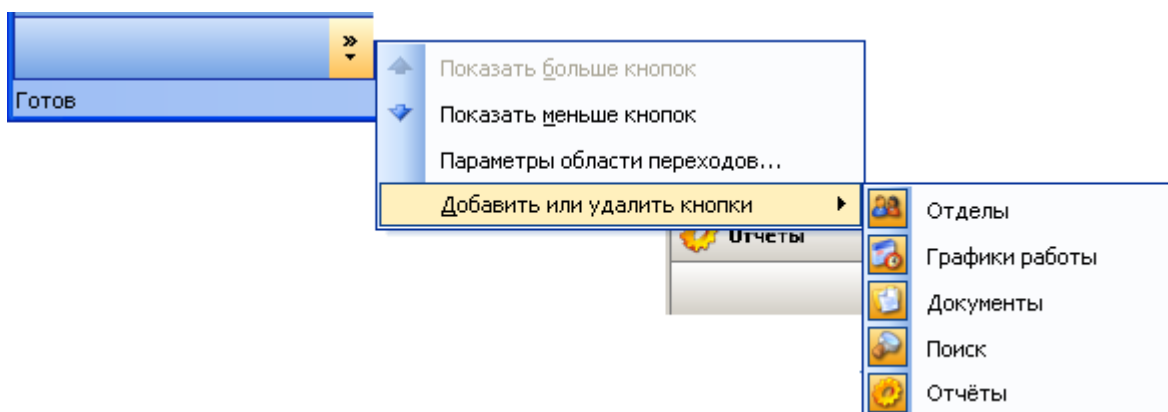 Готов
Показать больше кнопок
Показать меньше кнопок
Параметры области переходов...
Добавить или удалить кнопки
Отчёты
Отделы
Графики работы
Документы
Поиск
Отчёты